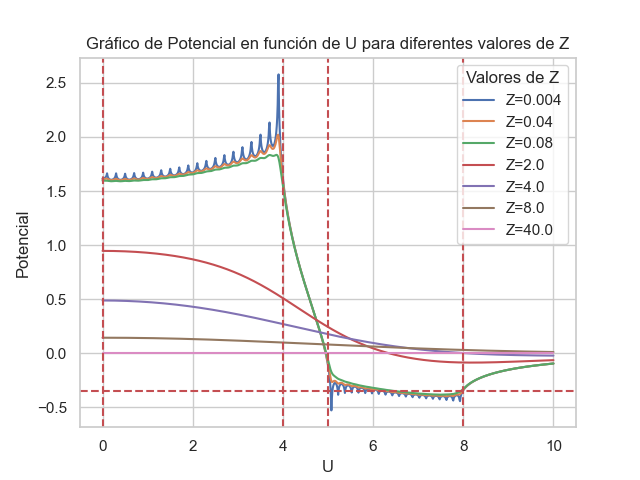 Gráfico de Potencial en función de U para diferentes valores de Z
Valores de Z
Z=0.004
Z=0.04
Z=0.08
Z=2.0
Z=4.0
Z=8.0
Z=40.0
Potencial
2.5
2.0
1.5
1.0
0.5
0.0
−0.5
0
2
4
6
8
10
U